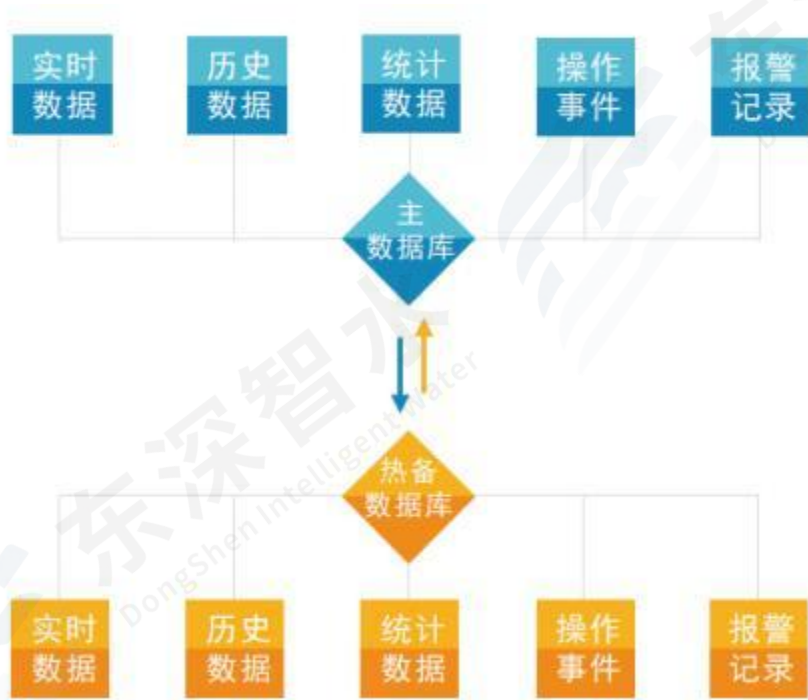 实时
数据
历史
数据
统计
数据
操作
事件
报警
记录
主
数据库
东深智水
DongShen Intelligent Water
热备
数据库
实时
数据
历史
数据
统计
数据
操作
事件
报警
记录